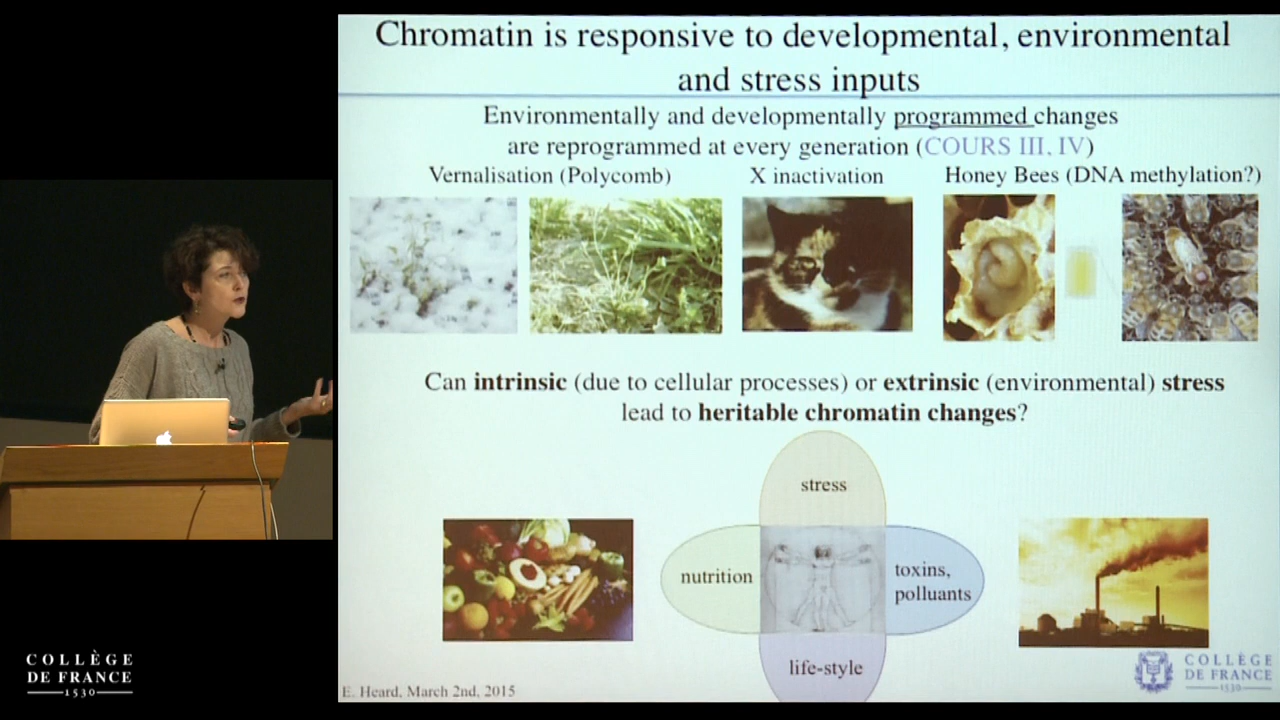 Chromatin is responsive to developmental, environmental
and stress inputs
Environmentally and developmentally programmed changes
are reprogrammed at every generation (COURS III, IV)
Vernalisation (Polycomb)
X inactivation
Honey Bees (DNA methylation?)
Can intrinsic (due to cellular processes) or extrinsic (environmental) stress
lead to heritable chromatin changes?
stress
nutrition
toxins,
polluants
life-style
E. Heard, March 2nd, 2015
COLLÈGE
DE FRANCE
1530
COLLÈGE
DE FRANCE
1530